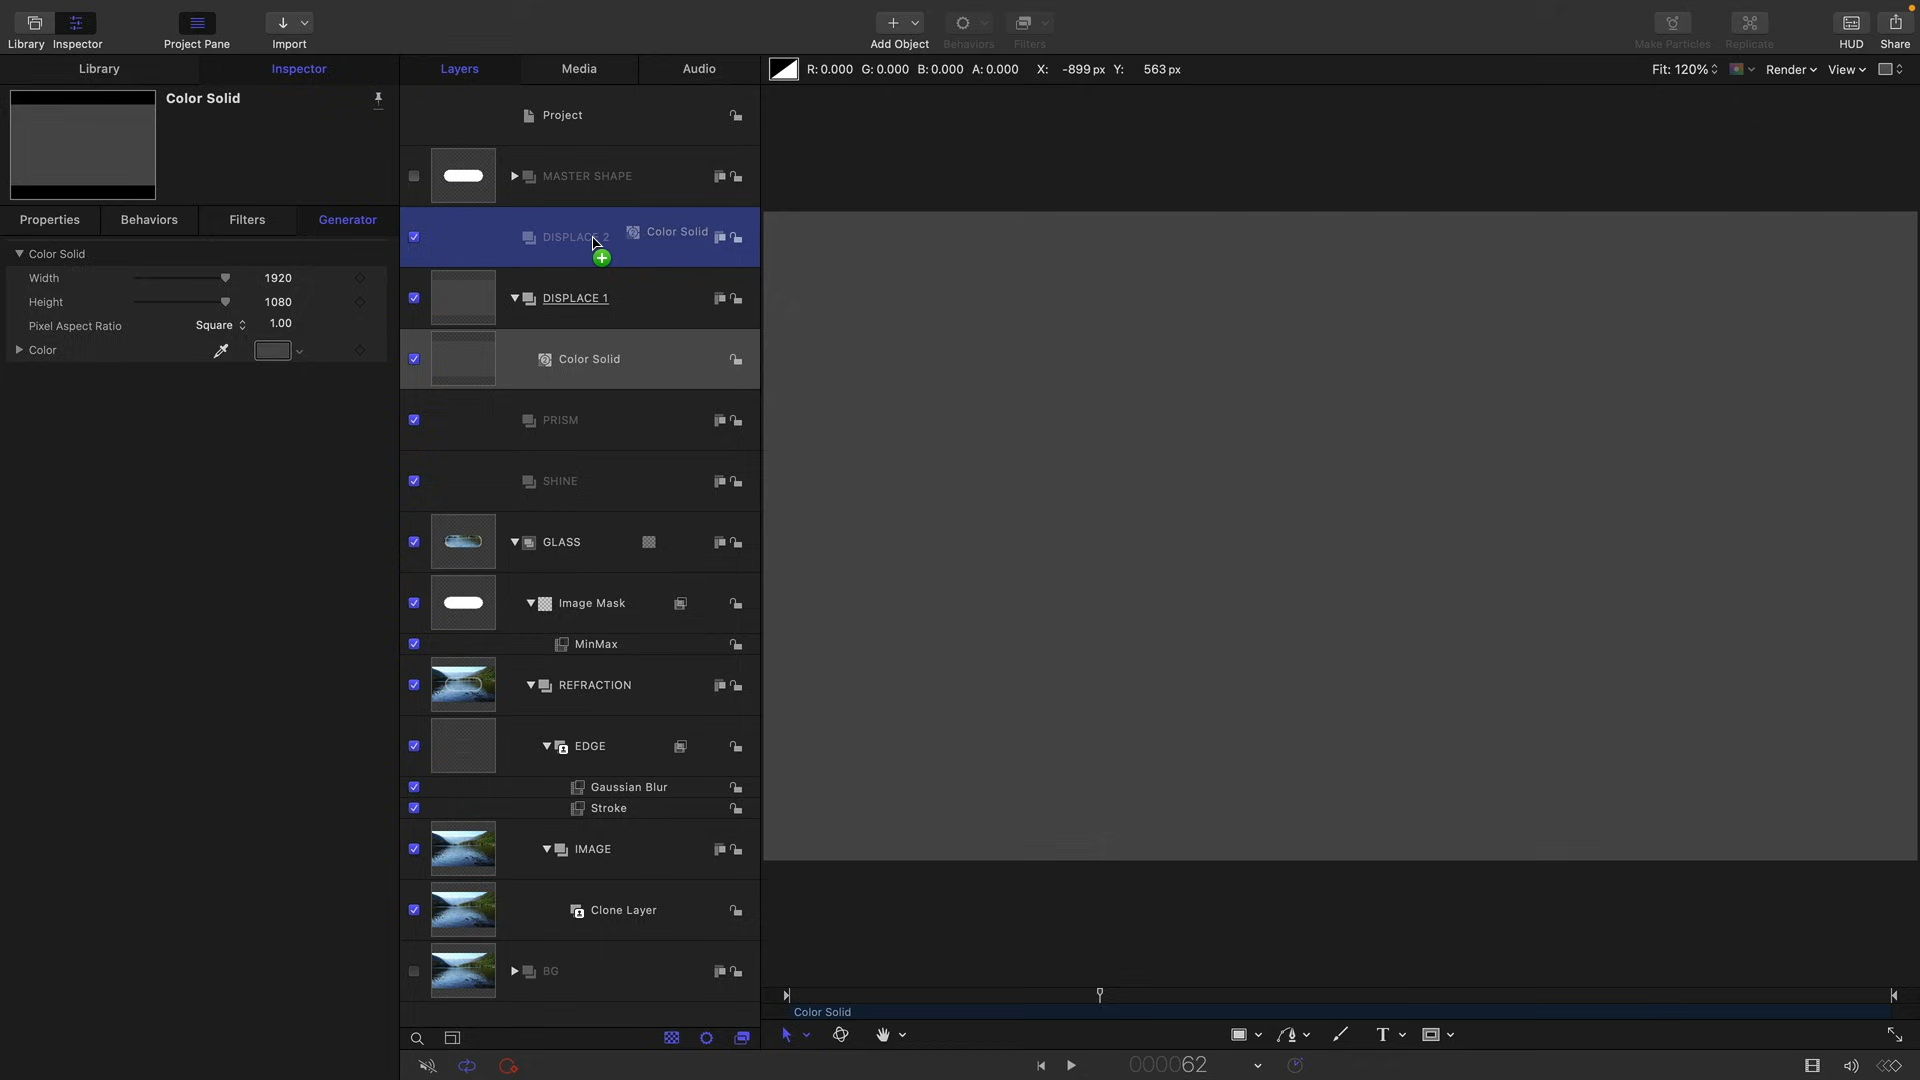 Library Inspector Project Pane Import Add Object Behaviors Filters Make Particles Replicate HUD Share
Library Inspector Layers Media Audio R: 0.000 G: 0.000 B: 0.000 A: 0.000 X: -899 px Y: 563 px Fit: 120% Render View
Color Solid
Project
MASTER SHAPE
Properties Behaviors Filters Generator
DISPLACE 2 Color Solid
Color Solid
Width 1920
Height 1080
Pixel Aspect Ratio Square 1.00
Color
DISPLACE 1
Color Solid
PRISM
SHINE
GLASS
Image Mask
MinMax
REFRACTION
EDGE
Gaussian Blur
Stroke
IMAGE
Clone Layer
BG
Color Solid
T
000062